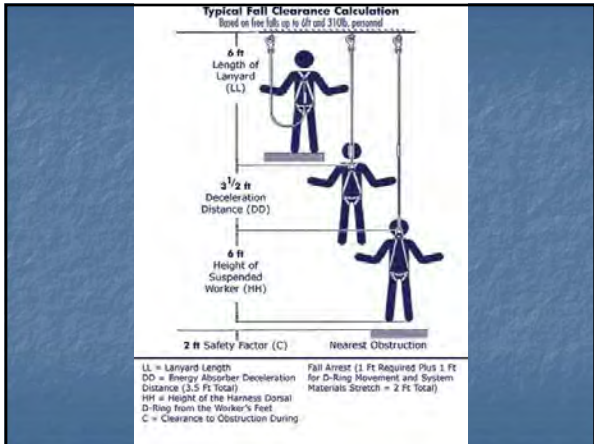 Typical Fall Clearance Calculation
Based on free falls up to 6ft and 310lb. personnel
6 ft
Length of
Lanyard
(LL)
3 1/2 ft
Deceleration
Distance (DD)
6 ft
Height of
Suspended
Worker (HH)
2 ft Safety Factor (C)
Nearest Obstruction
LL = Lanyard Length
DD = Energy Absorber Deceleration
Distance (3.5 Ft Total)
HH = Height of the Harness Dorsal
D-Ring from the Worker's Feet
C = Clearance to Obstruction During
Fall Arrest (1 Ft Required Plus 1 Ft
for D-Ring Movement and System
Materials Stretch = 2 Ft Total)